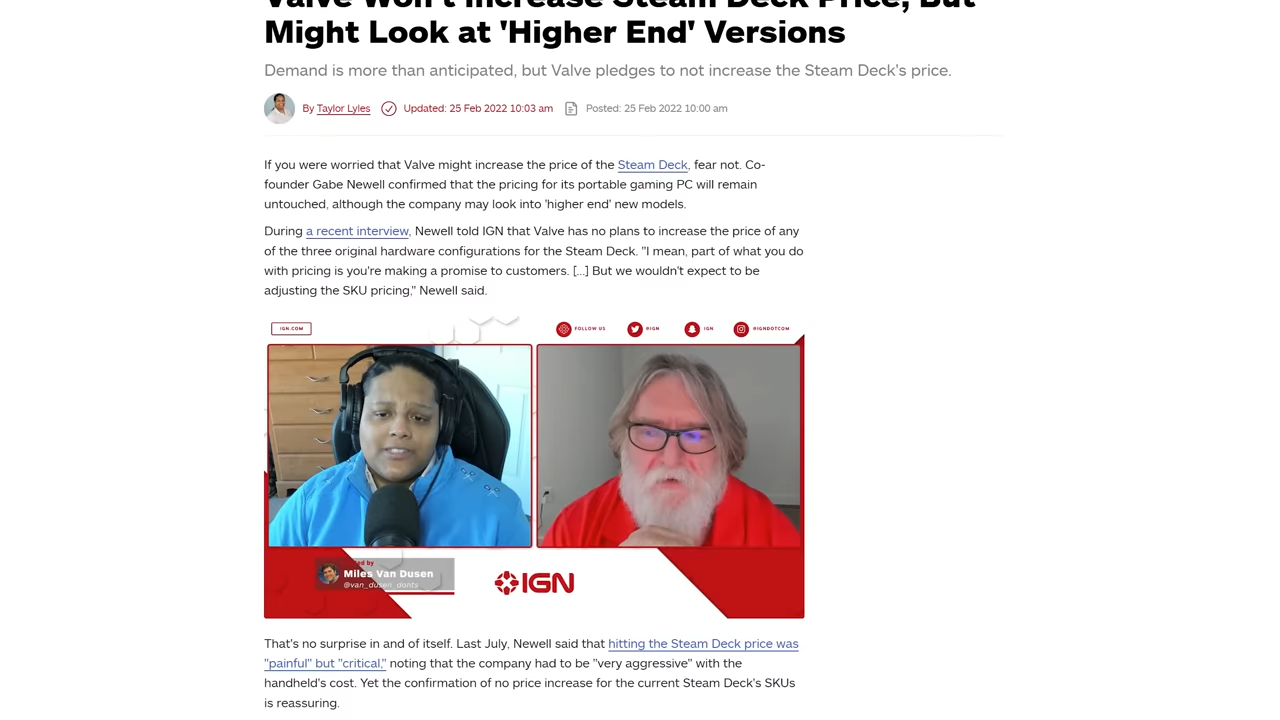 Valve Won't Increase Steam Deck Price, But
Might Look at 'Higher End' Versions
Demand is more than anticipated, but Valve pledges to not increase the Steam Deck's price.
By Taylor Lyles Updated: 25 Feb 2022 10:03 am Posted: 25 Feb 2022 10:00 am
If you were worried that Valve might increase the price of the Steam Deck, fear not. Co-
founder Gabe Newell confirmed that the pricing for its portable gaming PC will remain
untouched, although the company may look into 'higher end' new models.
During a recent interview, Newell told IGN that Valve has no plans to increase the price of any
of the three original hardware configurations for the Steam Deck. "I mean, part of what you do
with pricing is you're making a promise to customers. [...] But we wouldn't expect to be
adjusting the SKU pricing," Newell said.
IGN.COM FOLLOW US @IGN IGN @IGNDOTCOM
by
Miles Van Dusen
@van_dusen_donts
IGN
That's no surprise in and of itself. Last July, Newell said that hitting the Steam Deck price was
"painful" but "critical," noting that the company had to be "very aggressive" with the
handheld's cost. Yet the confirmation of no price increase for the current Steam Deck's SKUs
is reassuring.